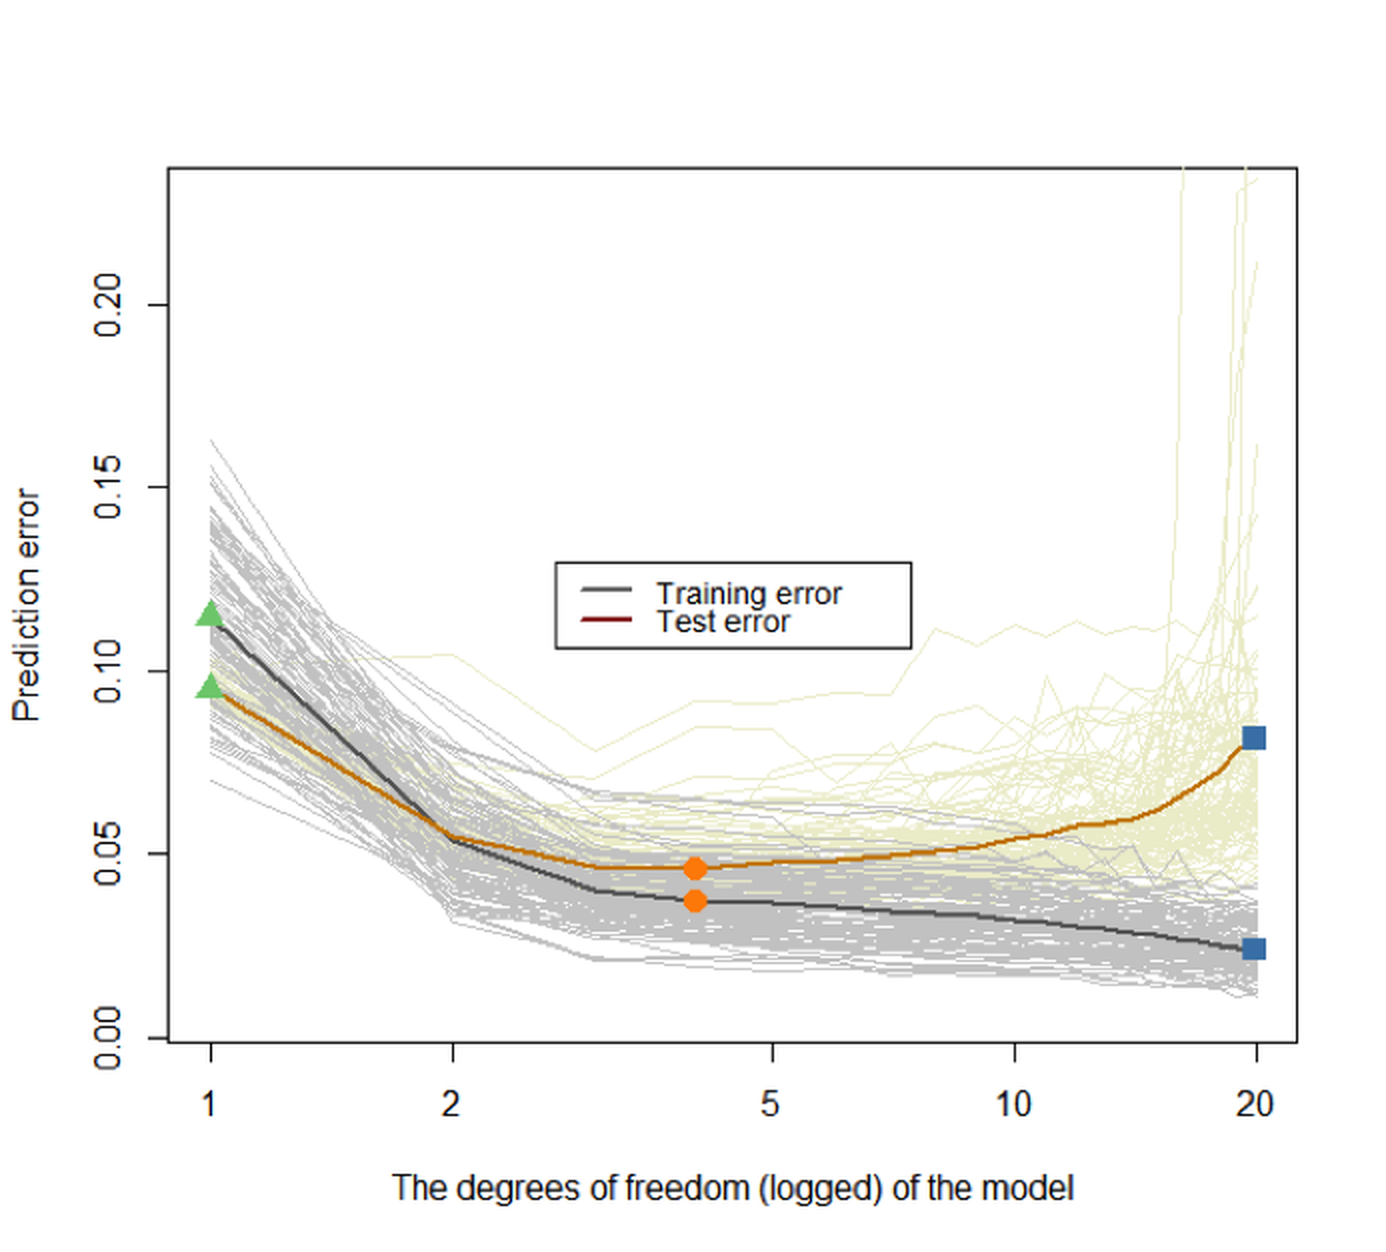 0.20
0.15
0.10
0.05
0.00
Prediction error
Training error
Test error
1 2 5 10 20
The degrees of freedom (logged) of the model